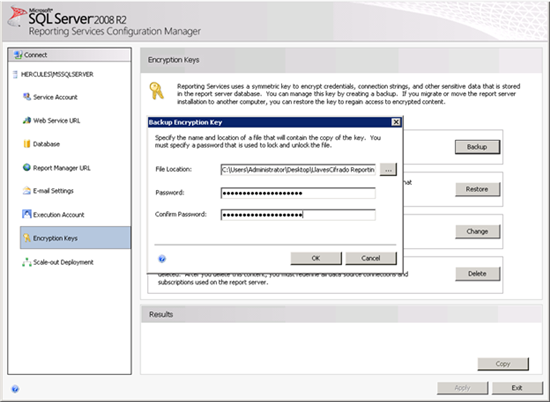 Microsoft
SQL Server 2008 R2
Reporting Services Configuration Manager
Connect
HERCULES\MSSQLSERVER
Service Account
Web Service URL
Database
Report Manager URL
E-mail Settings
Execution Account
Encryption Keys
Scale-out Deployment
Encryption Keys
Reporting Services uses a symmetric key to encrypt credentials, connection strings, and other sensitive data that is stored
in the report server database. You can manage this key by creating a backup. If you migrate or move the report server
installation to another computer, you can restore the key to regain access to encrypted content.
Backup Encryption Key
Specify the name and location of a file that will contain the copy of the key. You
must specify a password that is used to lock and unlock the file.
File Location:
C:\Users\Administrator\Desktop\LlavesCifrado Reportin
...
Password:
●●●●●●●●●●●●●●●●●●●
Confirm Password:
●●●●●●●●●●●●●●●●●●●
OK
Cancel
Backup
hat
Restore
Change
deleted. After you delete this content, you must redefine all data source connections and
subscriptions used on the report server.
Delete
Results
Copy
Apply
Exit